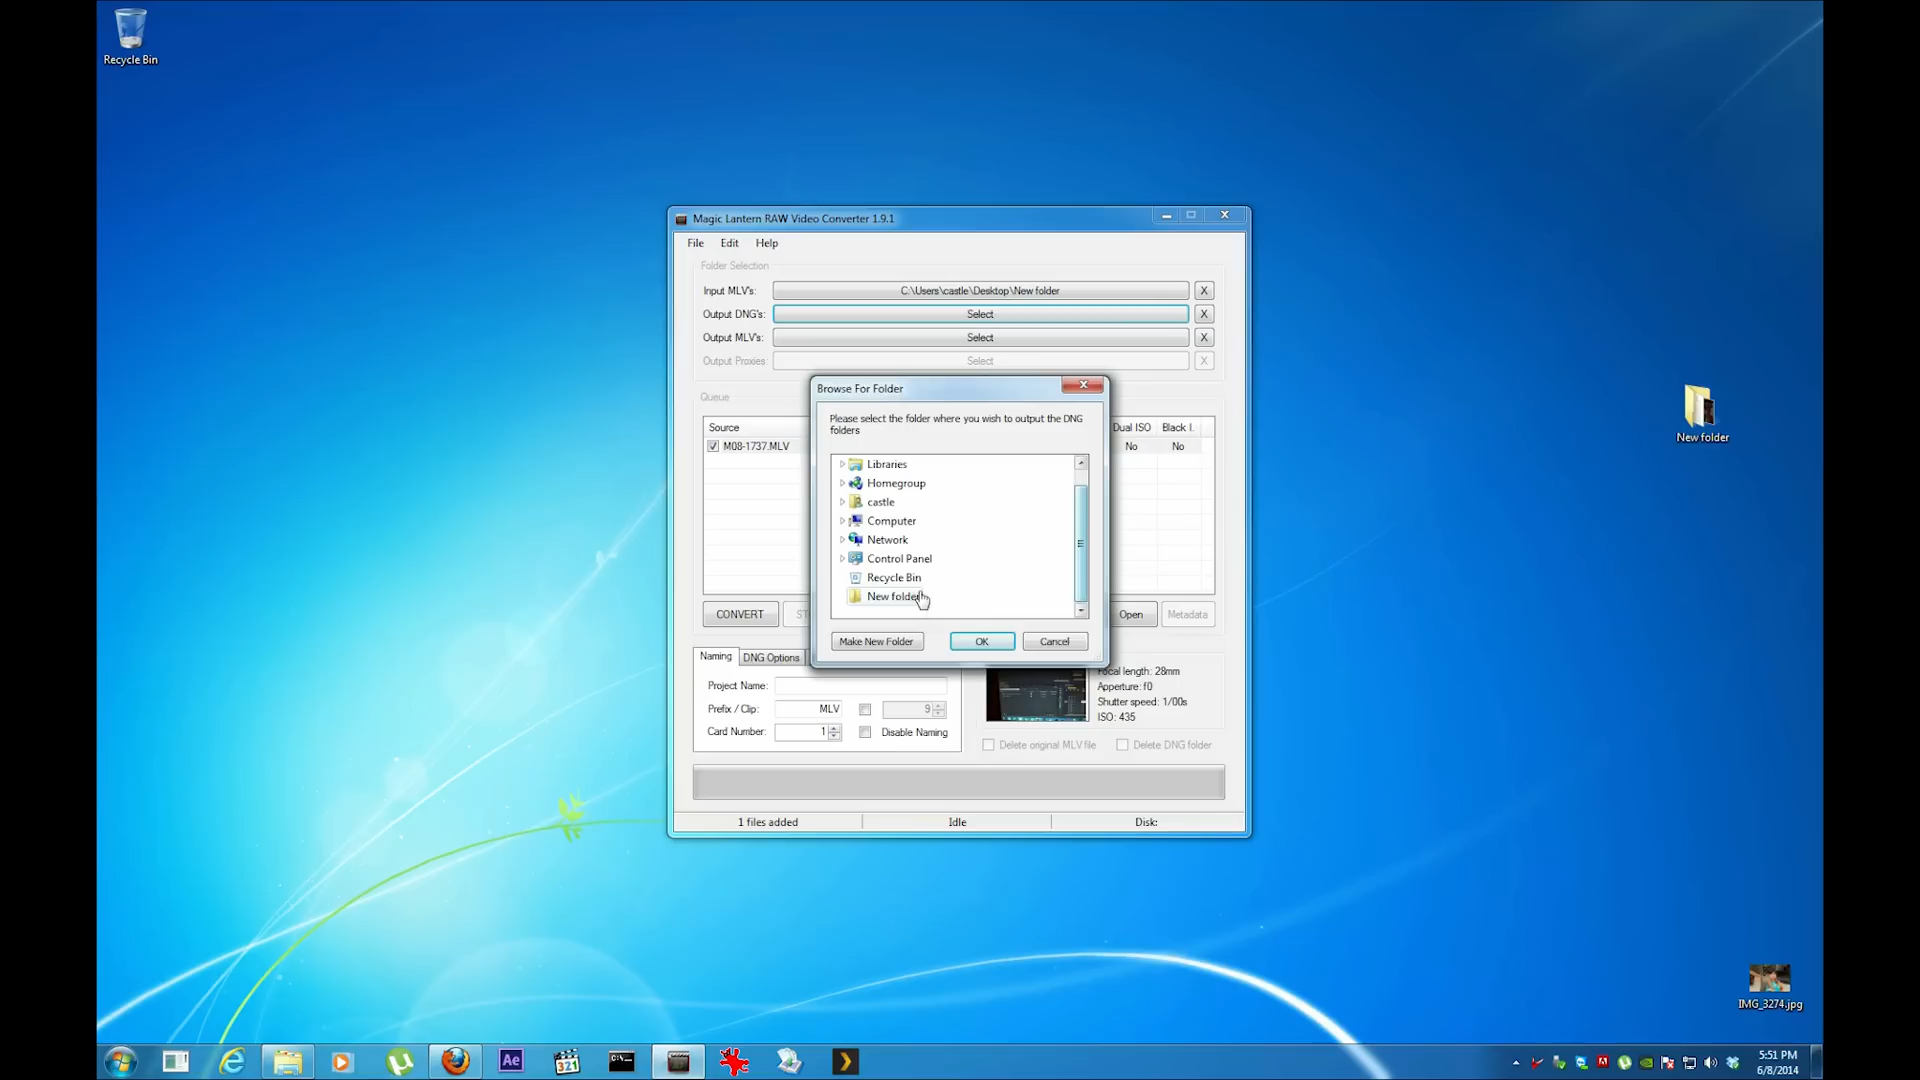 Recycle Bin
Magic Lantern RAW Video Converter 1.9.1
File Edit Help
Folder Selection
Input MLV's: C:\Users\castle\Desktop\New folder X
Output DNG's: Select X
Output MLV's: Select X
Output Proxies: Select X
Browse For Folder
Please select the folder where you wish to output the DNG
folders
Queue
Source Dual ISO Black l.
M08-1737.MLV No No
Libraries
Homegroup
castle
Computer
Network
Control Panel
Recycle Bin
New folder
CONVERT Open Metadata
Make New Folder OK Cancel
Naming DNG Options
Project Name:
Prefix / Clip: MLV 9
Card Number: 1 Disable Naming
Focal length: 28mm
Apperture: f0
Shutter speed: 1/00s
ISO: 435
Delete original MLV file Delete DNG folder
1 files added Idle Disk:
New folder
IMG_3274.jpg
Ae
321
C:\
5:51 PM
6/8/2014